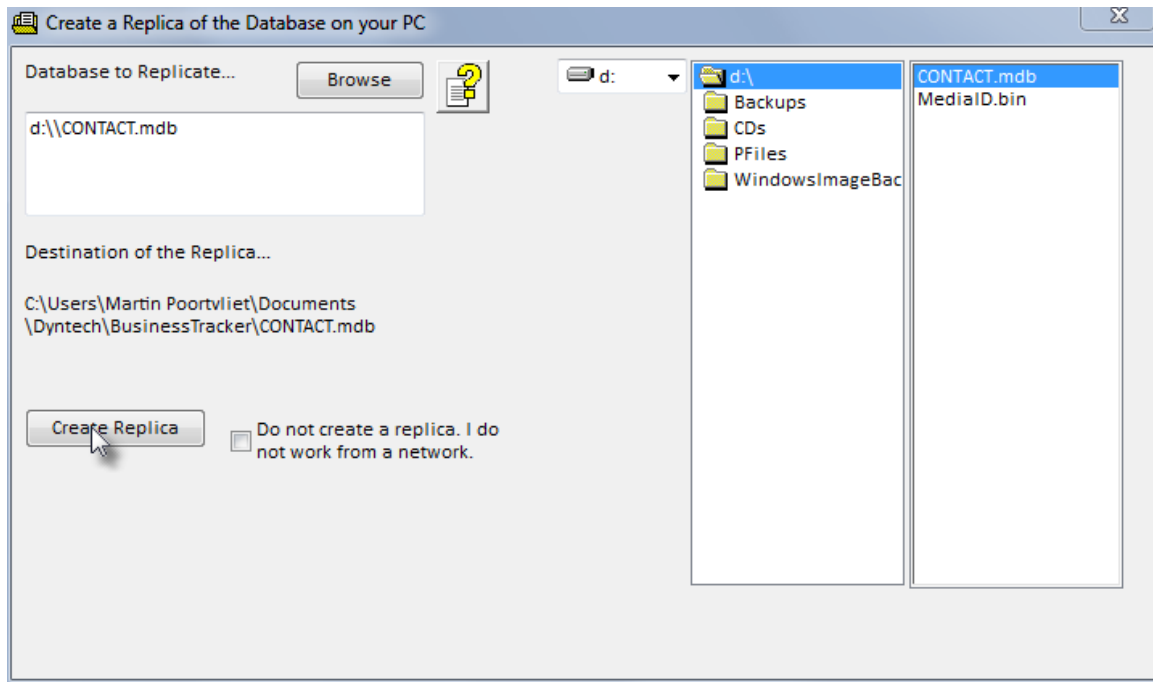 Create a Replica of the Database on your PC
Database to Replicate...
Browse
d:\\CONTACT.mdb
Destination of the Replica...
C:\Users\Martin Poortvliet\Documents
\Dyntech\BusinessTracker\CONTACT.mdb
Create Replica
Do not create a replica. I do
not work from a network.
d:
d:\
Backups
CDs
PFiles
WindowsImageBac
CONTACT.mdb
MediaID.bin